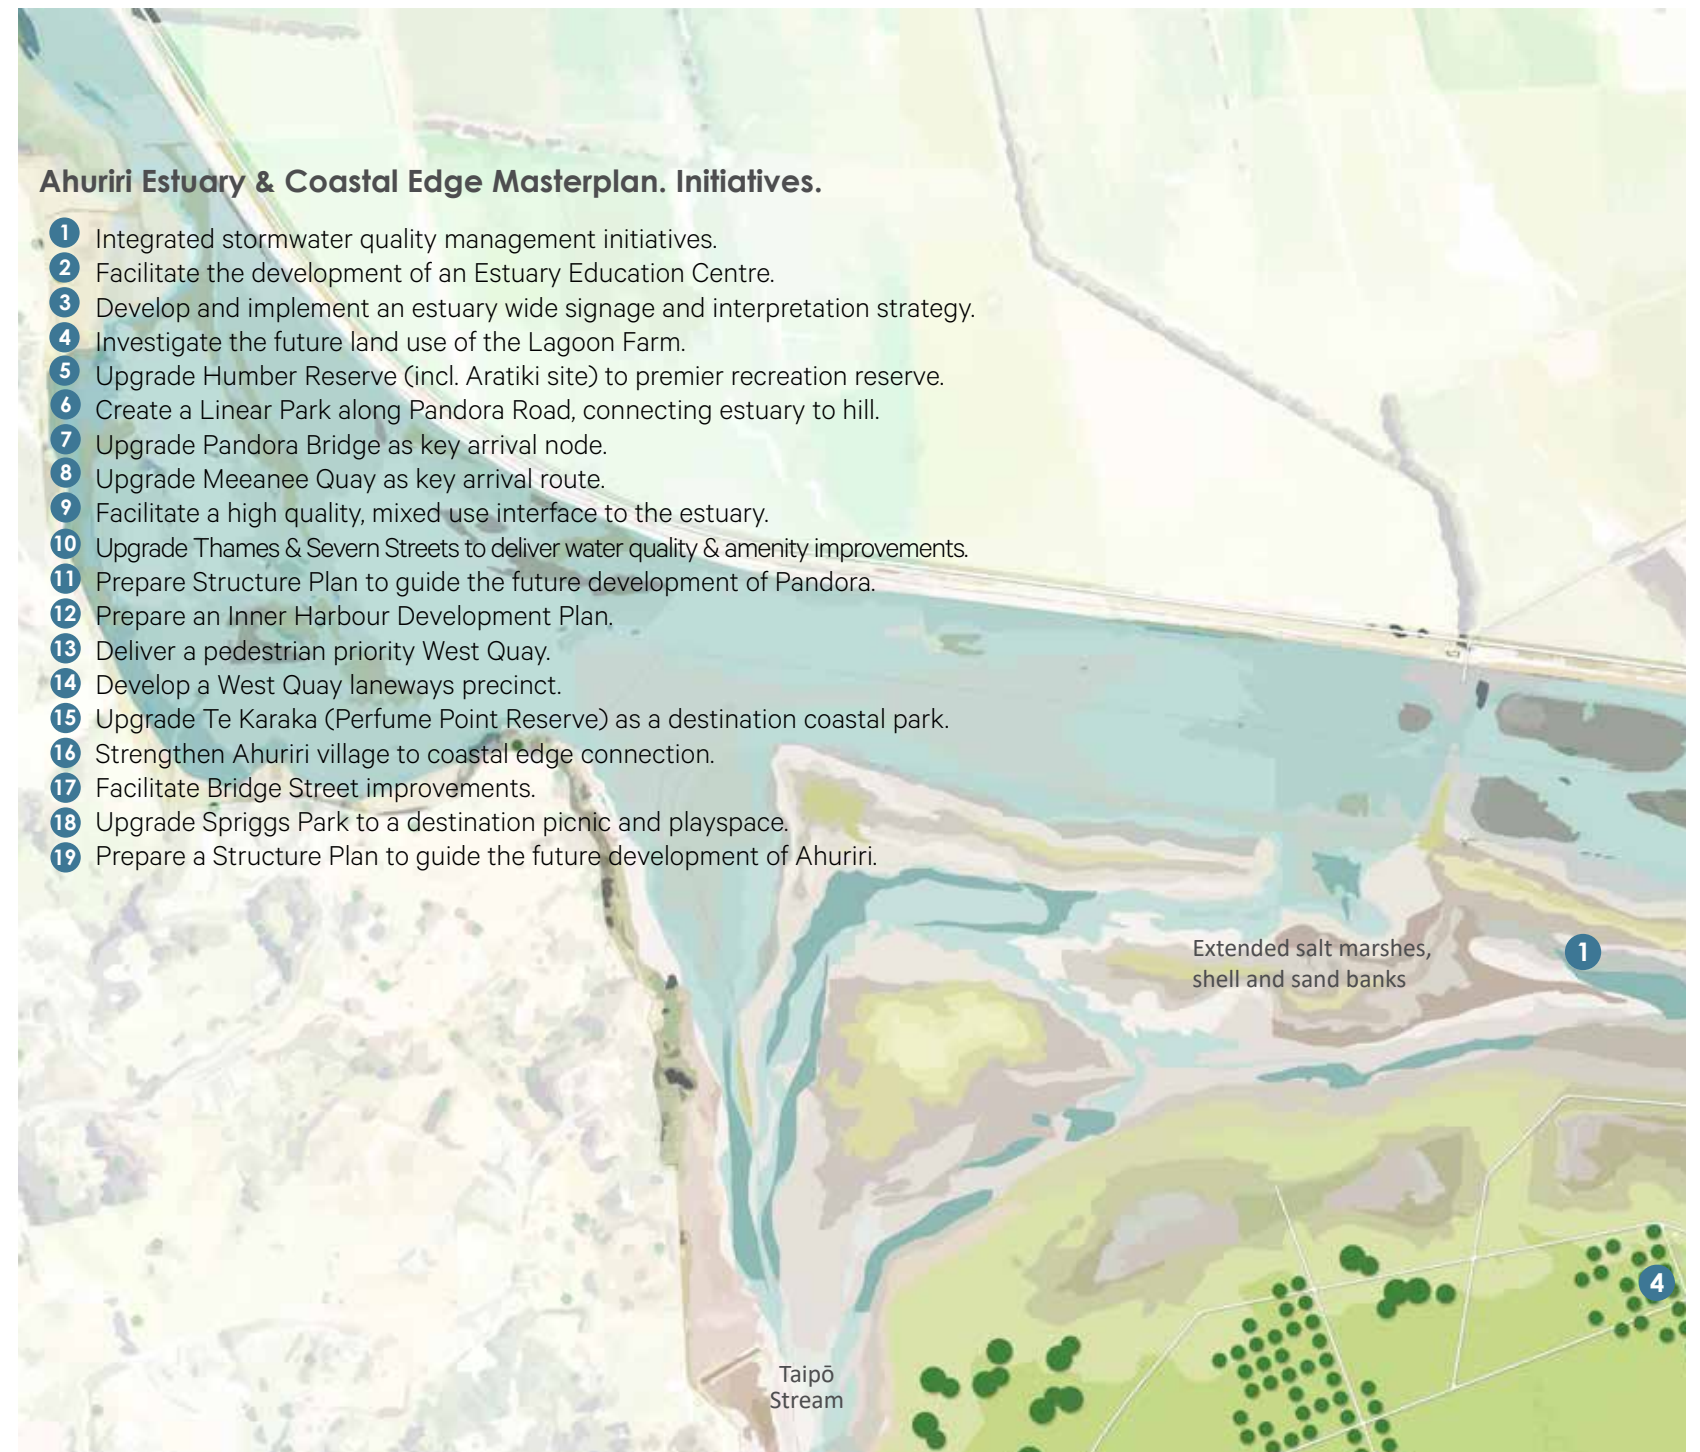 Ahuriri Estuary & Coastal Edge Masterplan. Initiatives.
1 Integrated stormwater quality management initiatives.
2 Facilitate the development of an Estuary Education Centre.
3 Develop and implement an estuary wide signage and interpretation strategy.
4 Investigate the future land use of the Lagoon Farm.
5 Upgrade Humber Reserve (incl. Aratiki site) to premier recreation reserve.
6 Create a Linear Park along Pandora Road, connecting estuary to hill.
7 Upgrade Pandora Bridge as key arrival node.
8 Upgrade Meeanee Quay as key arrival route.
9 Facilitate a high quality, mixed use interface to the estuary.
10 Upgrade Thames & Severn Streets to deliver water quality & amenity improvements.
11 Prepare Structure Plan to guide the future development of Pandora.
12 Prepare an Inner Harbour Development Plan.
13 Deliver a pedestrian priority West Quay.
14 Develop a West Quay laneways precinct.
15 Upgrade Te Karaka (Perfume Point Reserve) as a destination coastal park.
16 Strengthen Ahuriri village to coastal edge connection.
17 Facilitate Bridge Street improvements.
18 Upgrade Spriggs Park to a destination picnic and playspace.
19 Prepare a Structure Plan to guide the future development of Ahuriri.
Extended salt marshes,
shell and sand banks
1
4
Taipō
Stream